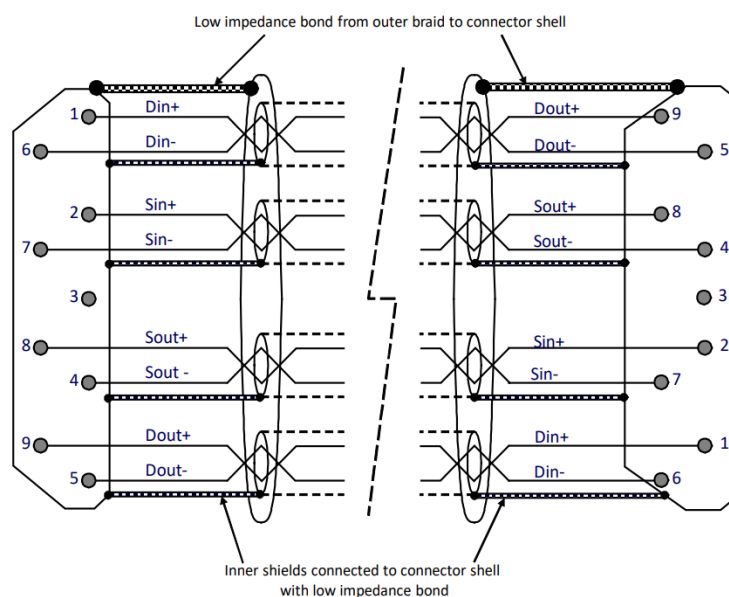 Low impedance bond from outer braid to connector shell
1 Din+ Dout+ 9
6 Din- Dout- 5
2 Sin+ Sout+ 8
7 Sin- Sout- 4
3 3
8 Sout+ Sin+ 2
4 Sout - Sin- 7
9 Dout+ Din+ 1
5 Dout- Din- 6
Inner shields connected to connector shell
with low impedance bond